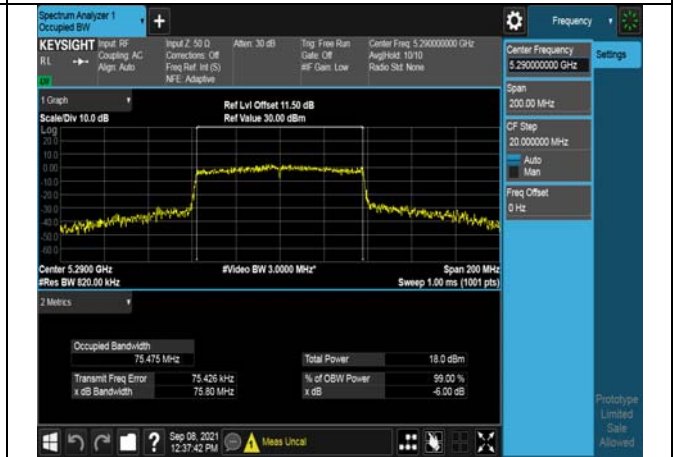 Spectrum Analyzer 1
Occupied BW
Frequency
KEYSIGHT
RL
Input: RF
Coupling: AC
Align: Auto
Input Z: 50 Ω
Corrections: Off
Freq Ref: Int (S)
NFE: Adaptive
Atten: 30 dB
Trig: Free Run
Gate: Off
#IF Gain: Low
Center Freq: 5.290000000 GHz
Avg|Hold: 10/10
Radio Std: None
Center Frequency
5.290000000 GHz
Settings
Span
200.00 MHz
CF Step
20.000000 MHz
Auto
Man
Freq Offset
0 Hz
1 Graph
Scale/Div 10.0 dB
Ref Lvl Offset 11.50 dB
Ref Value 30.00 dBm
Log
20.0
10.0
0.00
-10.0
-20.0
-30.0
-40.0
-50.0
-60.0
Center 5.2900 GHz
#Res BW 820.00 kHz
#Video BW 3.0000 MHz*
Span 200 MHz
Sweep 1.00 ms (1001 pts)
2 Metrics
Occupied Bandwidth
75.475 MHz
Total Power 18.0 dBm
Transmit Freq Error 75.426 kHz
% of OBW Power 99.00 %
x dB Bandwidth 75.80 MHz
x dB -6.00 dB
Prototype
Limited
Sale
Allowed
Sep 08, 2021
12:37:42 PM
Meas Uncal